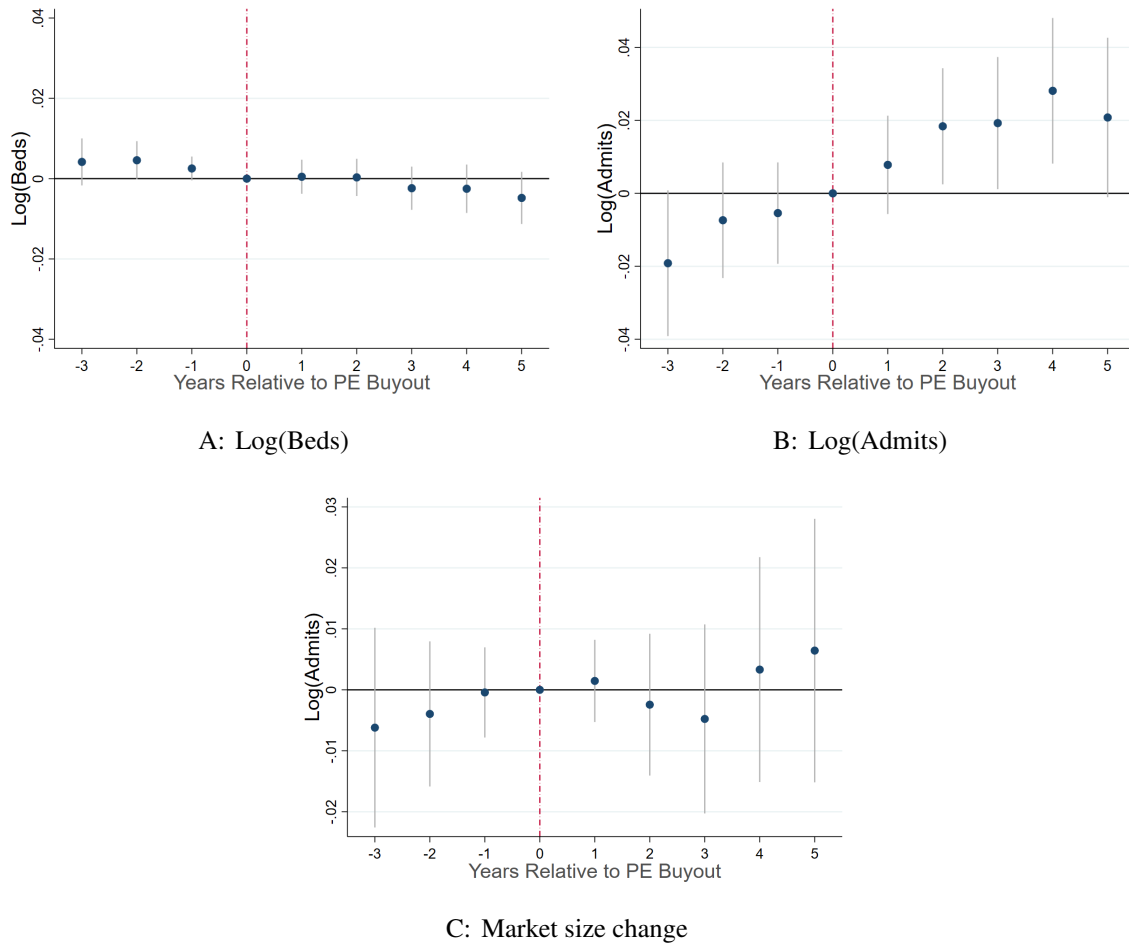 Log(Beds)
.04
.02
0
-.02
-.04
-3 -2 -1 0 1 2 3 4 5
Years Relative to PE Buyout
A: Log(Beds)
Log(Admits)
.04
.02
0
-.02
-.04
-3 -2 -1 0 1 2 3 4 5
Years Relative to PE Buyout
B: Log(Admits)
Log(Admits)
.03
.02
.01
0
-.01
-.02
-3 -2 -1 0 1 2 3 4 5
Years Relative to PE Buyout
C: Market size change